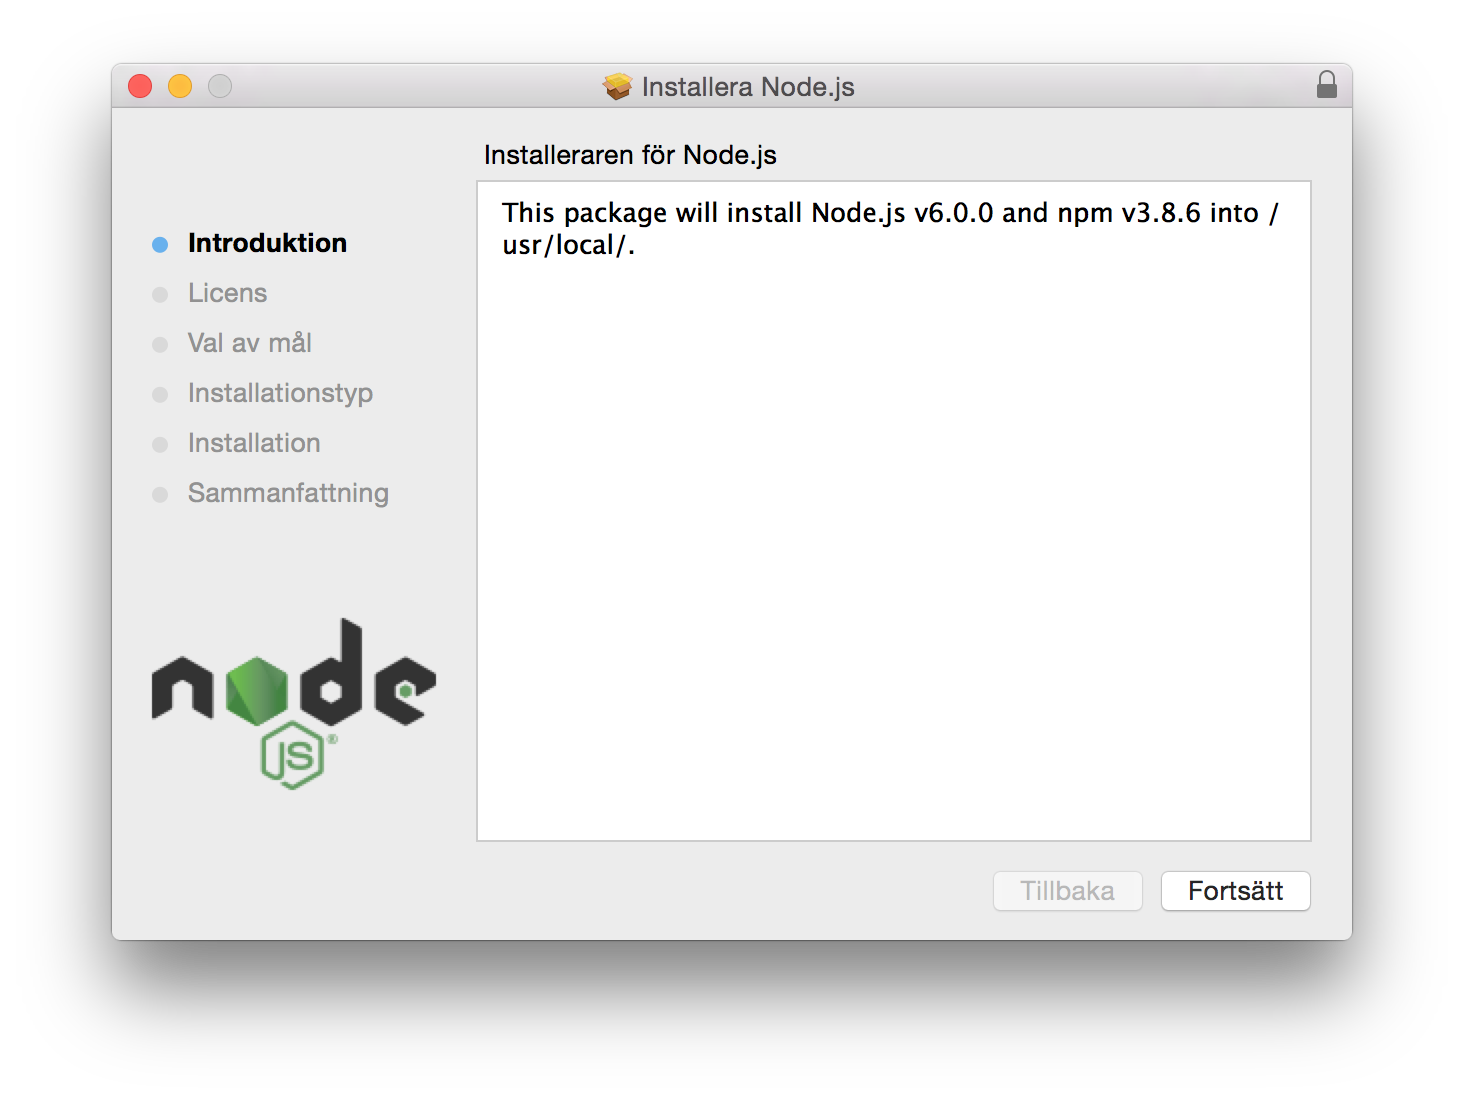 Installera Node.js
Installeraren för Node.js
This package will install Node.js v6.0.0 and npm v3.8.6 into /
usr/local/.
Introduktion
Licens
Val av mål
Installationstyp
Installation
Sammanfattning
node
JS®
Tillbaka
Fortsätt